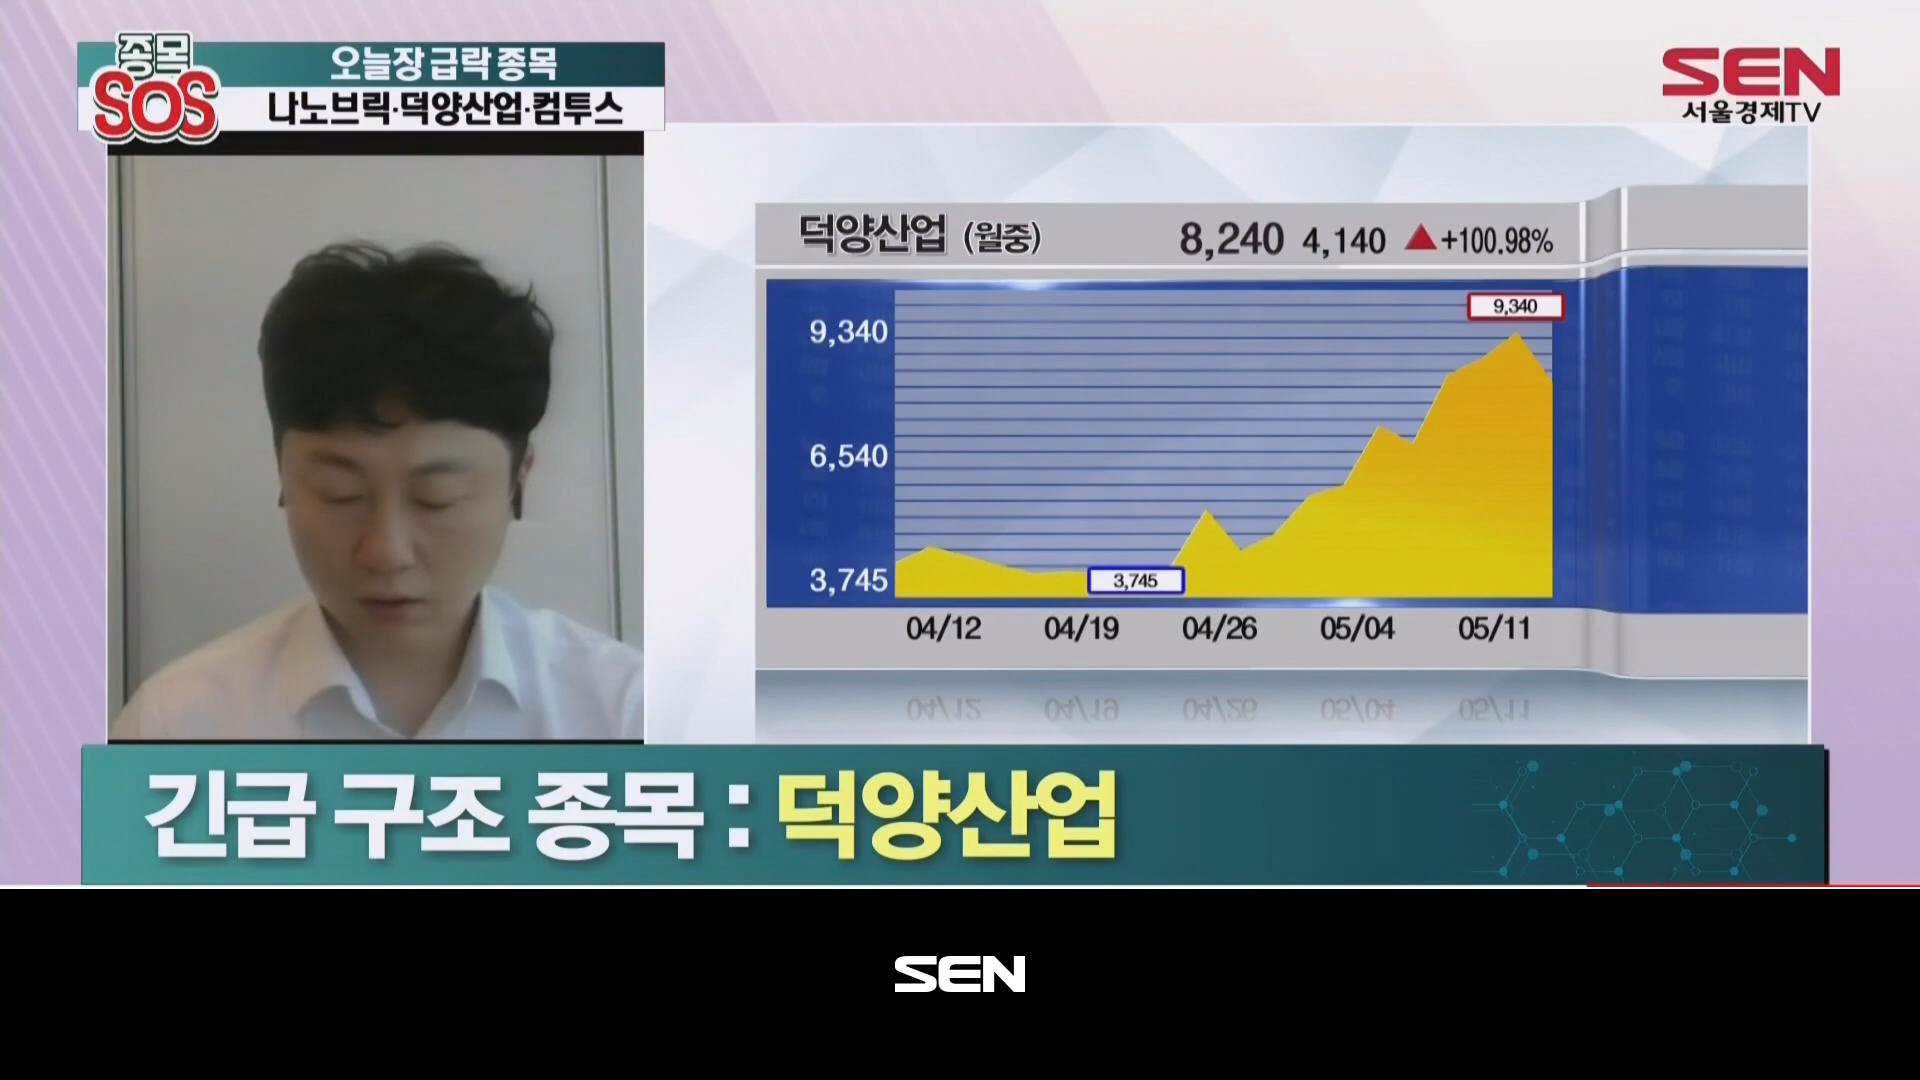 종목
SOS
오늘장 급락 종목
나노브릭·덕양산업·컴투스
SEN
서울경제TV
덕양산업 (월중) 8,240 4,140 ▲+100.98%
9,340
9,340
6,540
3,745
3,745
04/12 04/19 04/26 05/04 05/11
긴급 구조 종목 : 덕양산업
SEN